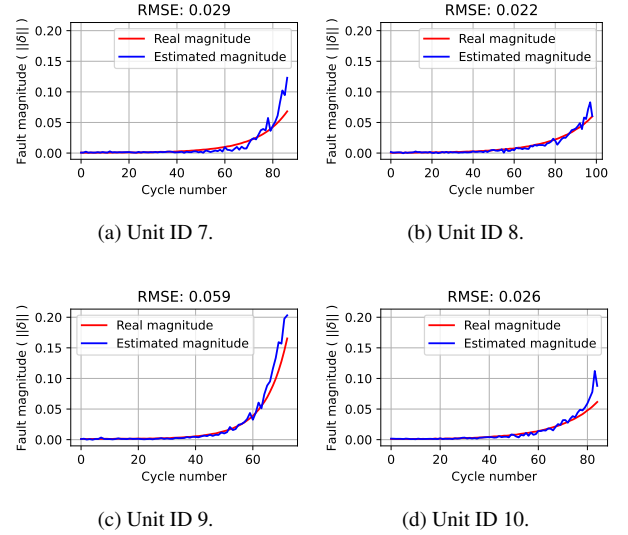 RMSE: 0.029
Fault magnitude ( ||δ|| )
0.20
0.15
0.10
0.05
0.00
Real magnitude
Estimated magnitude
0 20 40 60 80
Cycle number
(a) Unit ID 7.
RMSE: 0.022
Fault magnitude ( ||δ|| )
0.20
0.15
0.10
0.05
0.00
Real magnitude
Estimated magnitude
0 20 40 60 80 100
Cycle number
(b) Unit ID 8.
RMSE: 0.059
Fault magnitude ( ||δ|| )
0.20
0.15
0.10
0.05
0.00
Real magnitude
Estimated magnitude
0 20 40 60
Cycle number
(c) Unit ID 9.
RMSE: 0.026
Fault magnitude ( ||δ|| )
0.20
0.15
0.10
0.05
0.00
Real magnitude
Estimated magnitude
0 20 40 60 80
Cycle number
(d) Unit ID 10.